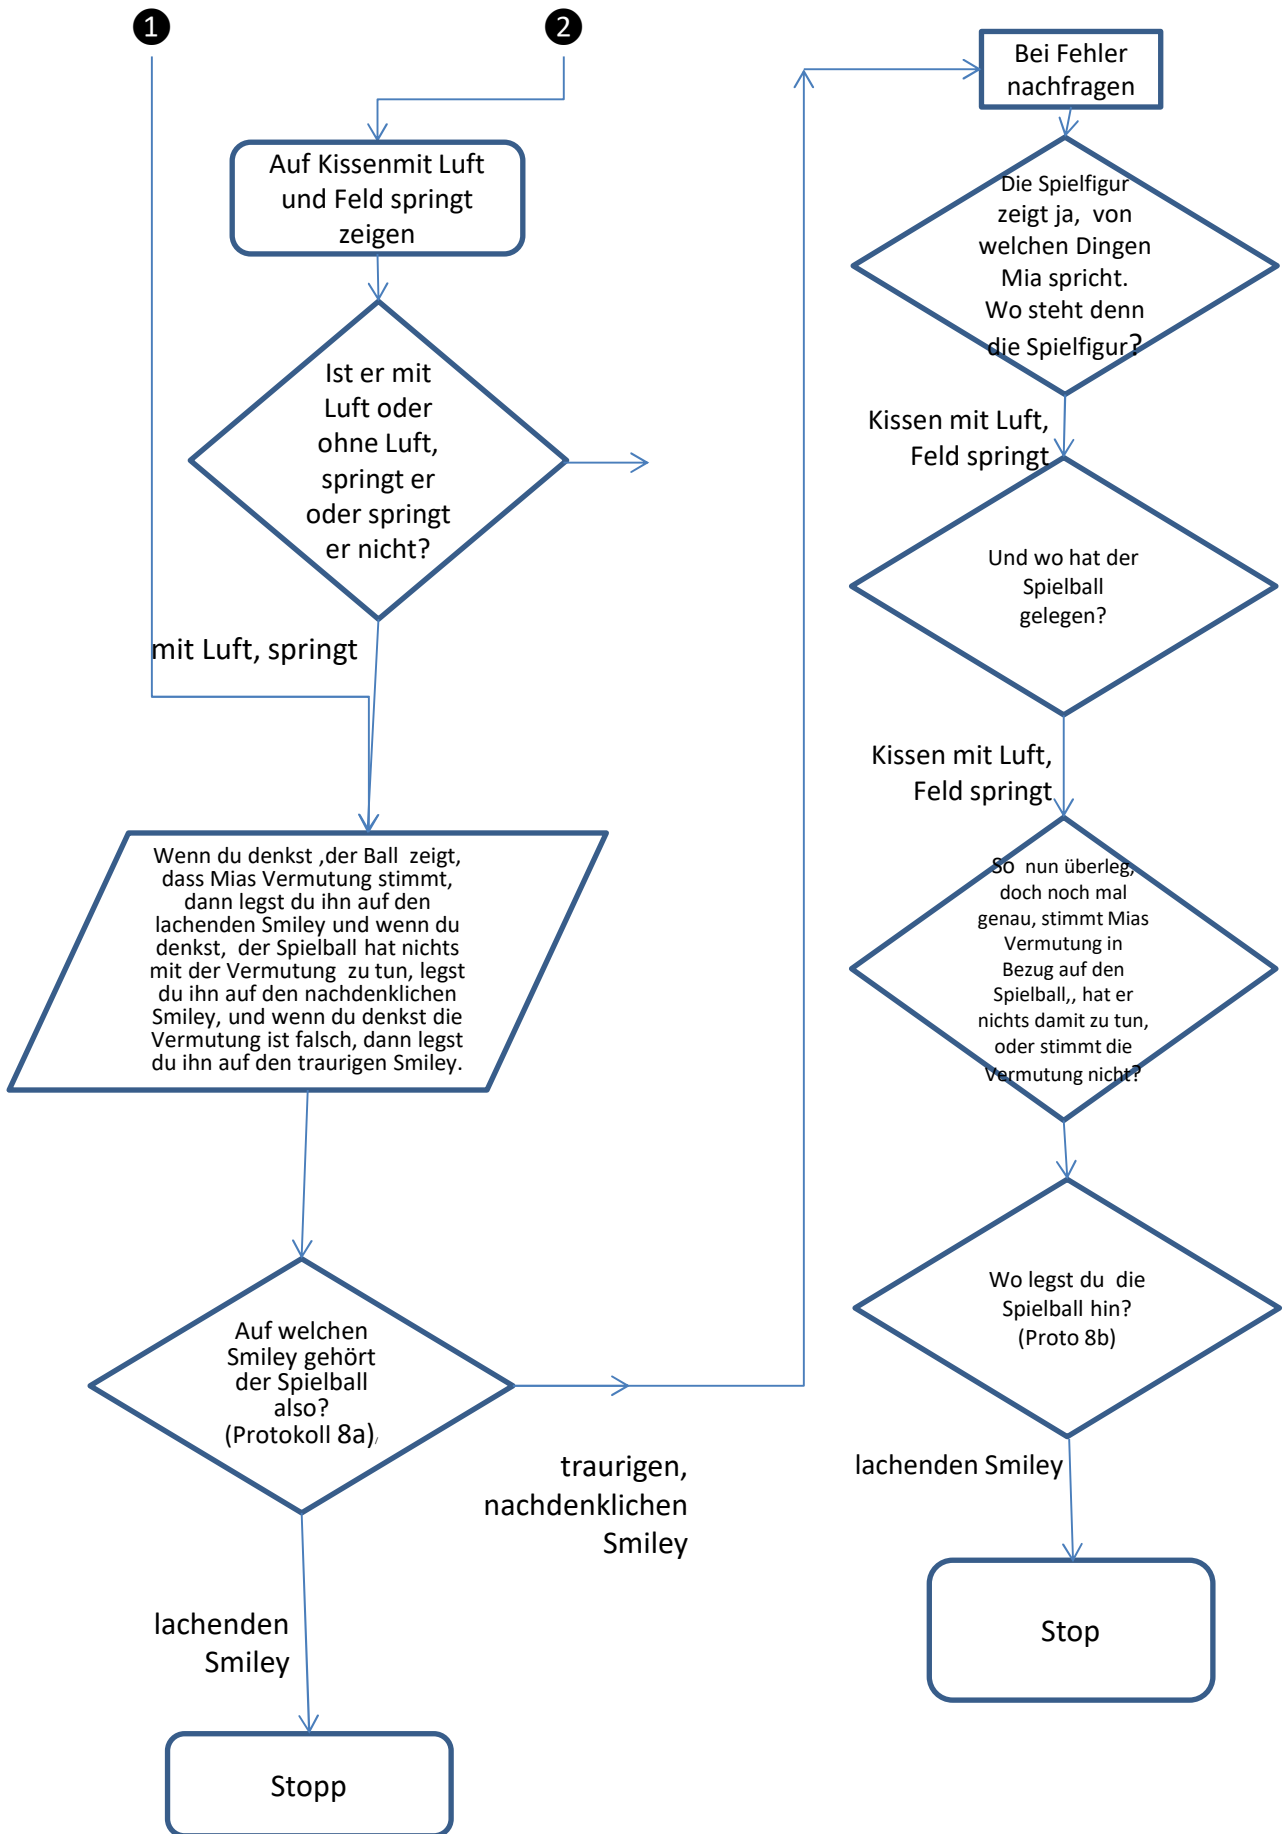 ❶
❷
Auf Kissenmit Luft
und Feld springt
zeigen
Ist er mit
Luft oder
ohne Luft,
springt er
oder springt
er nicht?
mit Luft, springt
Wenn du denkst ,der Ball zeigt,
dass Mias Vermutung stimmt,
dann legst du ihn auf den
lachenden Smiley und wenn du
denkst, der Spielball hat nichts
mit der Vermutung zu tun, legst
du ihn auf den nachdenklichen
Smiley, und wenn du denkst die
Vermutung ist falsch, dann legst
du ihn auf den traurigen Smiley.
Auf welchen
Smiley gehört
der Spielball
also?
(Protokoll 8a),
traurigen,
nachdenklichen
Smiley
lachenden
Smiley
Stopp
Bei Fehler
nachfragen
Die Spielfigur
zeigt ja, von
welchen Dingen
Mia spricht.
Wo steht denn
die Spielfigur?
Kissen mit Luft,
Feld springt
Und wo hat der
Spielball
gelegen?
Kissen mit Luft,
Feld springt
So nun überleg,
doch noch mal
genau, stimmt Mias
Vermutung in
Bezug auf den
Spielball,, hat er
nichts damit zu tun,
oder stimmt die
Vermutung nicht?
Wo legst du die
Spielball hin?
(Proto 8b)
lachenden Smiley
Stop